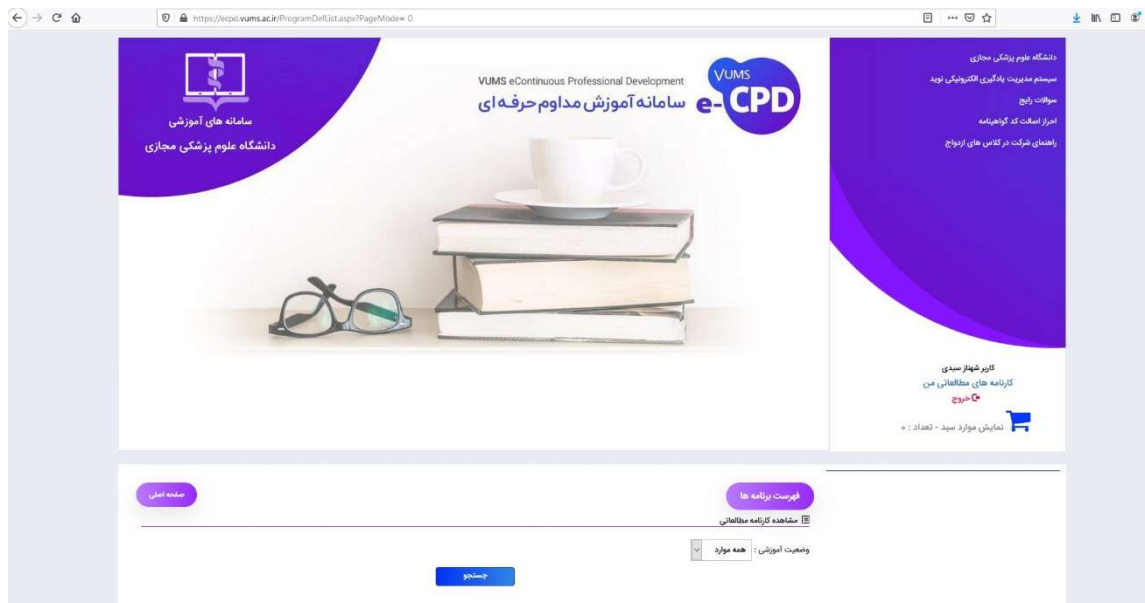 https://ecpd.vums.ac.ir/ProgramDefList.aspx?PageMode= 0
دانشگاه علوم پزشکی مجازی
سیستم مدیریت یادگیری الکترونیکی نوید
سوالات رایج
احراز اصالت کد گواهینامه
راهنمای شرکت در کلاس های ازدواج
VUMS
e-CPD
VUMS eContinuous Professional Development
سامانه آموزش مداوم حرفه ای
سامانه های آموزشی
دانشگاه علوم پزشکی مجازی
کاربر شهناز سیدی
کارنامه های مطالعاتی من
خروج
نمایش موارد سبد - تعداد : ۰
فهرست برنامه ها
صفحه اصلی
مشاهده کارنامه مطالعاتی
وضعیت آموزشی : همه موارد
جستجو